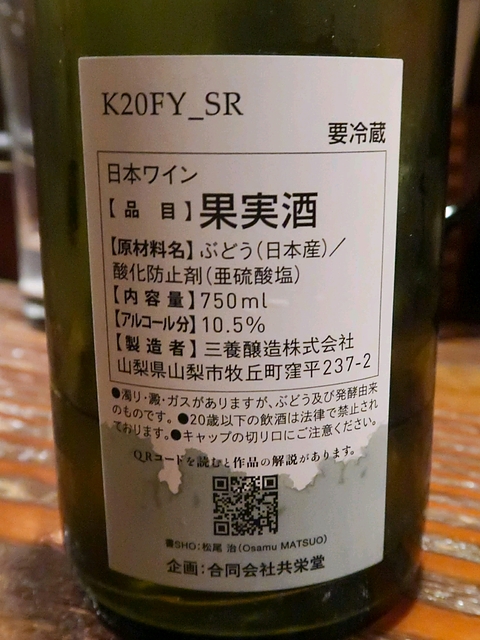 K20FY_SR
要冷蔵
日本ワイン
【品 目】果実酒
【原材料名】ぶどう(日本産)／
酸化防止剤(亜硫酸塩)
【内容量】750ml
【アルコール分】10.5%
【製造者】三養醸造株式会社
山梨県山梨市牧丘町窪平237-2
●濁り・澱・ガスがありますが、ぶどう及び発酵由来
のものです。●20歳以下の飲酒は法律で禁止され
ております。●キャップの切り口にご注意ください。
QRコードを読むと作品の解説があります。
書SHO:松尾 治(Osamu MATSUO)
企画:合同会社共栄堂